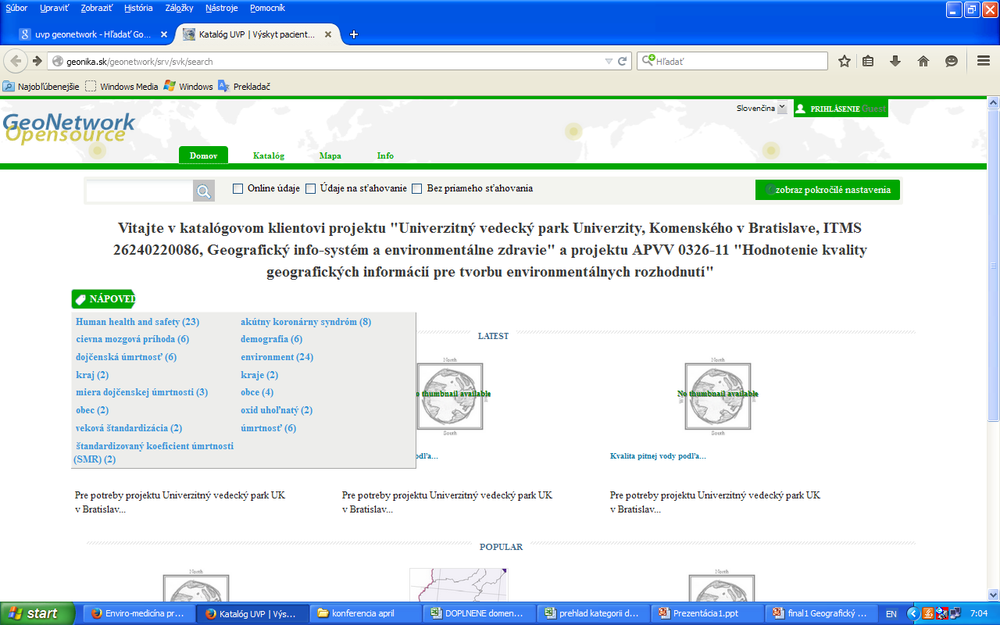 Súbor Upraviť Zobraziť História Záložky Nástroje Pomocník
uvp geonetwork - Hľadať Go...
Katalóg UVP | Výskyt pacient...
geonika.sk/geonetwork/srv/svk/search
Hľadať
Najobľúbenejšie Windows Media Windows Prekladač
Slovenčina
PRIHLÁSENIE Guest
GeoNetwork
Opensource
Domov Katalóg Mapa Info
Online údaje Údaje na sťahovanie Bez priameho sťahovania
zobraz pokročilé nastavenia
Vitajte v katalógovom klientovi projektu "Univerzitný vedecký park Univerzity, Komenského v Bratislave, ITMS
26240220086, Geografický info-systém a environmentálne zdravie" a projektu APVV 0326-11 "Hodnotenie kvality
geografických informácií pre tvorbu environmentálnych rozhodnutí"
NÁPOVED
Human health and safety (23) akútny koronárny syndróm (8)
cievna mozgová príhoda (6) demografia (6)
dojčenská úmrtnosť (6) environment (24)
kraj (2) kraje (2)
miera dojčenskej úmrtnosti (3) obce (4)
obec (2) oxid uhoľnatý (2)
veková štandardizácia (2) úmrtnosť (6)
štandardizovaný koeficient úmrtnosti
(SMR) (2)
LATEST
North North
o thumbnail available No thumbnail available
South South
odľa... Kvalita pitnej vody podľa...
Pre potreby projektu Univerzitný vedecký park UK
v Bratislav...
Pre potreby projektu Univerzitný vedecký park UK
v Bratislav...
Pre potreby projektu Univerzitný vedecký park UK
v Bratislav...
POPULAR
North North
start Enviro-medicína pr... Katalóg UVP | Výs... konferencia april DOPLNENE domen... prehlad kategorii d... Prezentácia1.ppt final1 Geografický ... EN 7:04